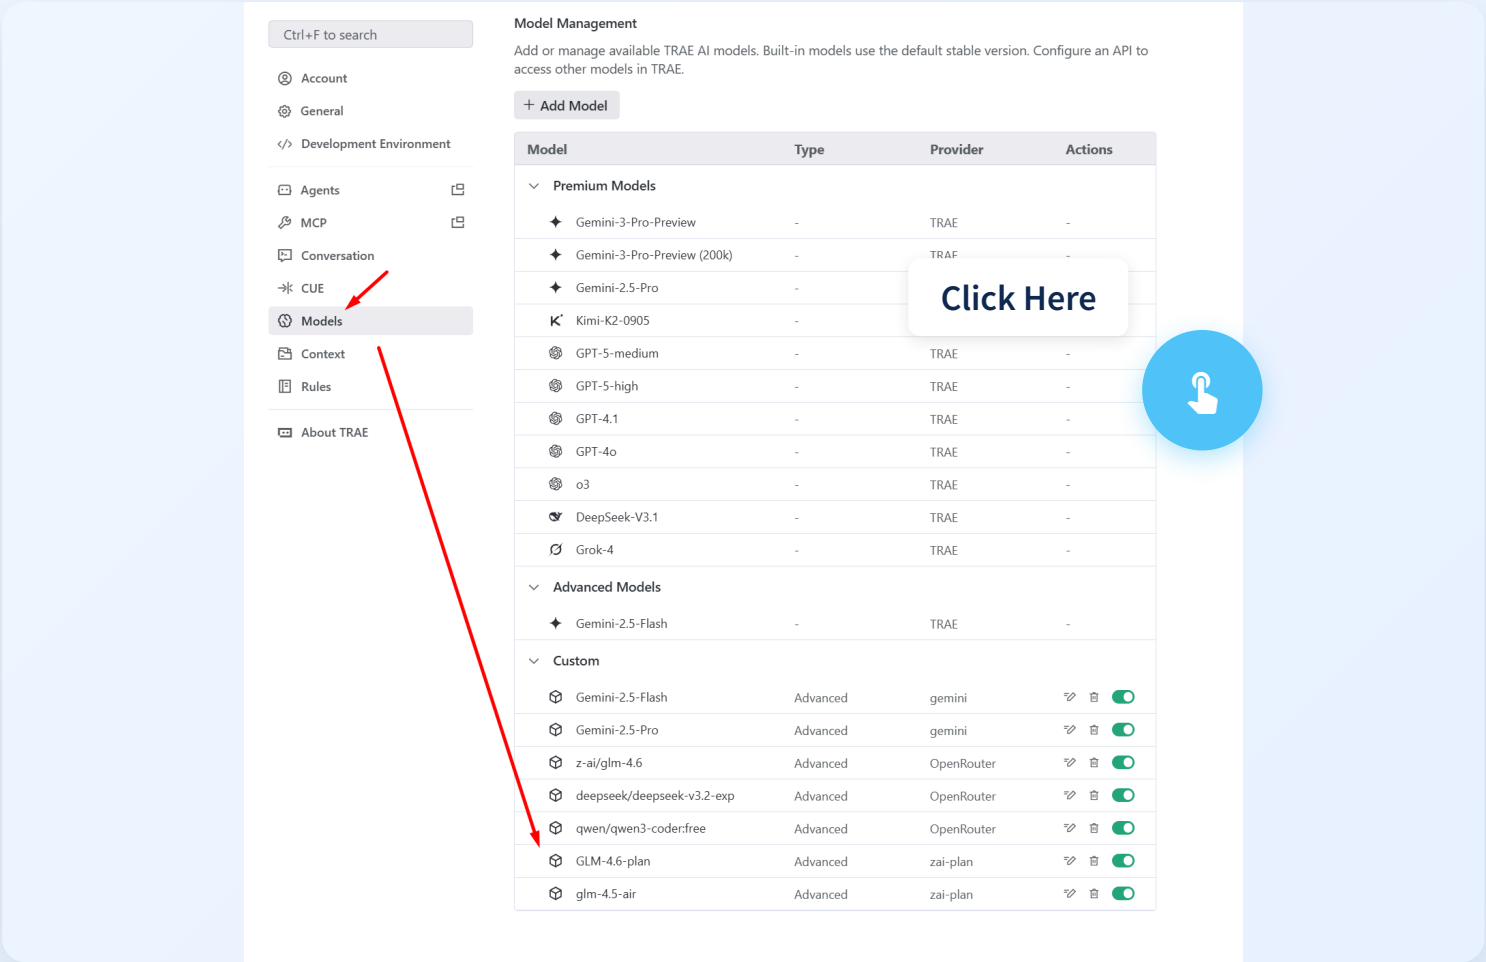 Ctrl+F to search
Account
General
Development Environment
Agents
MCP
Conversation
CUE
Models
Context
Rules
About TRAE
Model Management
Add or manage available TRAE AI models. Built-in models use the default stable version. Configure an API to
access other models in TRAE.
+ Add Model
Model Type Provider Actions
Premium Models
Gemini-3-Pro-Preview - TRAE -
Gemini-3-Pro-Preview (200k) - TRAE -
Gemini-2.5-Pro -
Kimi-K2-0905 -
Click Here
GPT-5-medium - TRAE -
GPT-5-high - TRAE -
GPT-4.1 - TRAE -
GPT-4o - TRAE -
o3 - TRAE -
DeepSeek-V3.1 - TRAE -
Grok-4 - TRAE -
Advanced Models
Gemini-2.5-Flash - TRAE -
Custom
Gemini-2.5-Flash Advanced gemini
Gemini-2.5-Pro Advanced gemini
z-ai/glm-4.6 Advanced OpenRouter
deepseek/deepseek-v3.2-exp Advanced OpenRouter
qwen/qwen3-coder:free Advanced OpenRouter
GLM-4.6-plan Advanced zai-plan
glm-4.5-air Advanced zai-plan